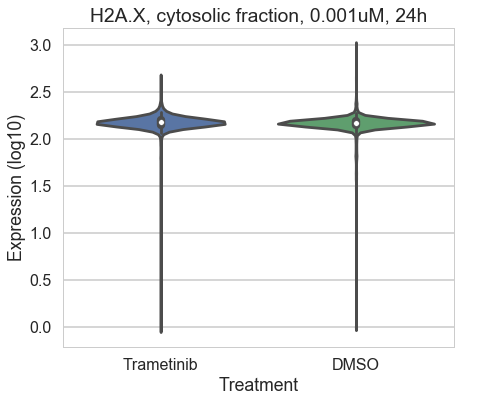 H2A.X, cytosolic fraction, 0.001uM, 24h
Expression (log10)
3.0
2.5
2.0
1.5
1.0
0.5
0.0
Trametinib DMSO
Treatment